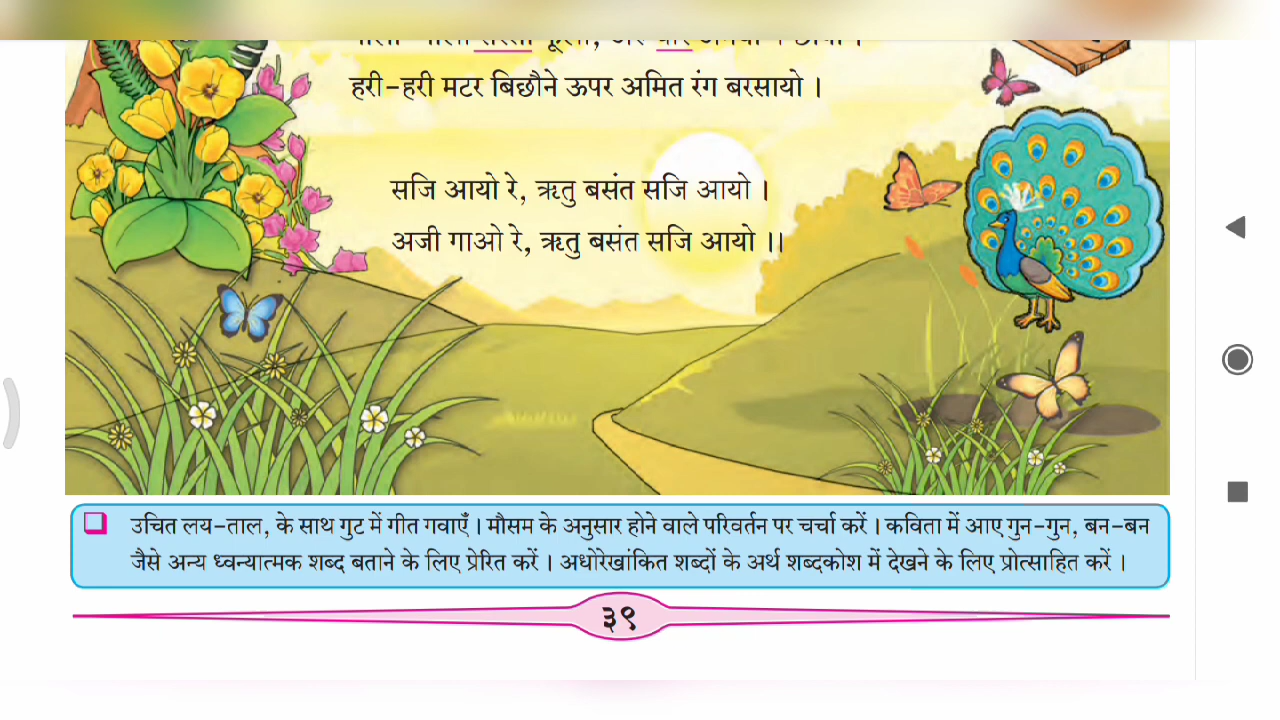 हरी-हरी मटर बिछौने ऊपर अमित रंग बरसायो ।
सजि आयो रे, ऋतु बसंत सजि आयो ।
अजी गाओ रे, ऋतु बसंत सजि आयो ।।
उचित लय-ताल, के साथ गुट में गीत गवाएँ । मौसम के अनुसार होने वाले परिवर्तन पर चर्चा करें । कविता में आए गुन-गुन, बन-बन
जैसे अन्य ध्वन्यात्मक शब्द बताने के लिए प्रेरित करें । अधोरेखांकित शब्दों के अर्थ शब्दकोश में देखने के लिए प्रोत्साहित करें ।
३९